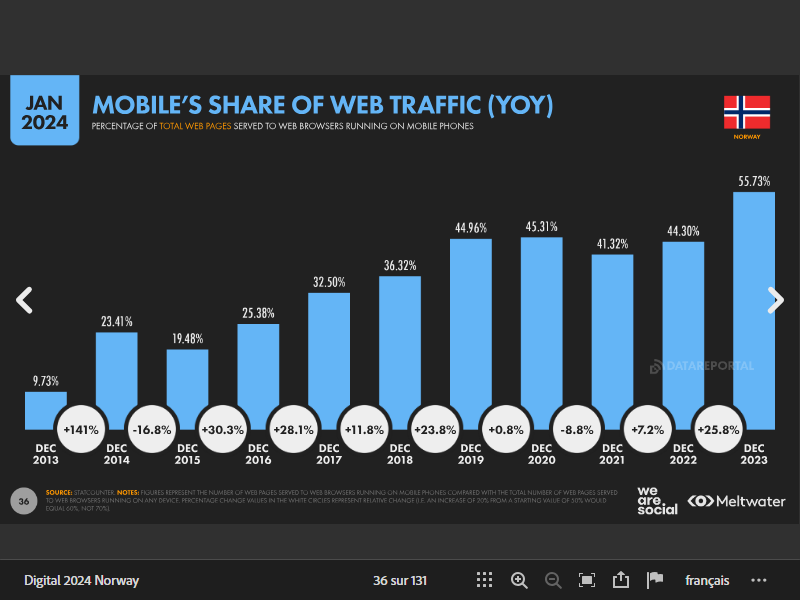 JAN
2024
MOBILE'S SHARE OF WEB TRAFFIC (YOY)
PERCENTAGE OF TOTAL WEB PAGES SERVED TO WEB BROWSERS RUNNING ON MOBILE PHONES
NORWAY
9.73%
23.41%
19.48%
25.38%
32.50%
36.32%
44.96%
45.31%
41.32%
44.30%
55.73%
DATAREPORTAL
+141%
-16.8%
+30.3%
+28.1%
+11.8%
+23.8%
+0.8%
-8.8%
+7.2%
+25.8%
DEC
2013
DEC
2014
DEC
2015
DEC
2016
DEC
2017
DEC
2018
DEC
2019
DEC
2020
DEC
2021
DEC
2022
DEC
2023
36
SOURCE: STATCOUNTER. NOTES: FIGURES REPRESENT THE NUMBER OF WEB PAGES SERVED TO WEB BROWSERS RUNNING ON MOBILE PHONES COMPARED WITH THE TOTAL NUMBER OF WEB PAGES SERVED
TO WEB BROWSERS RUNNING ON ANY DEVICE. PERCENTAGE CHANGE VALUES IN THE WHITE CIRCLES REPRESENT RELATIVE CHANGE (I.E. AN INCREASE OF 20% FROM A STARTING VALUE OF 50% WOULD
EQUAL 60%, NOT 70%).
we
are.
social
Meltwater
Digital 2024 Norway
36 sur 131
français